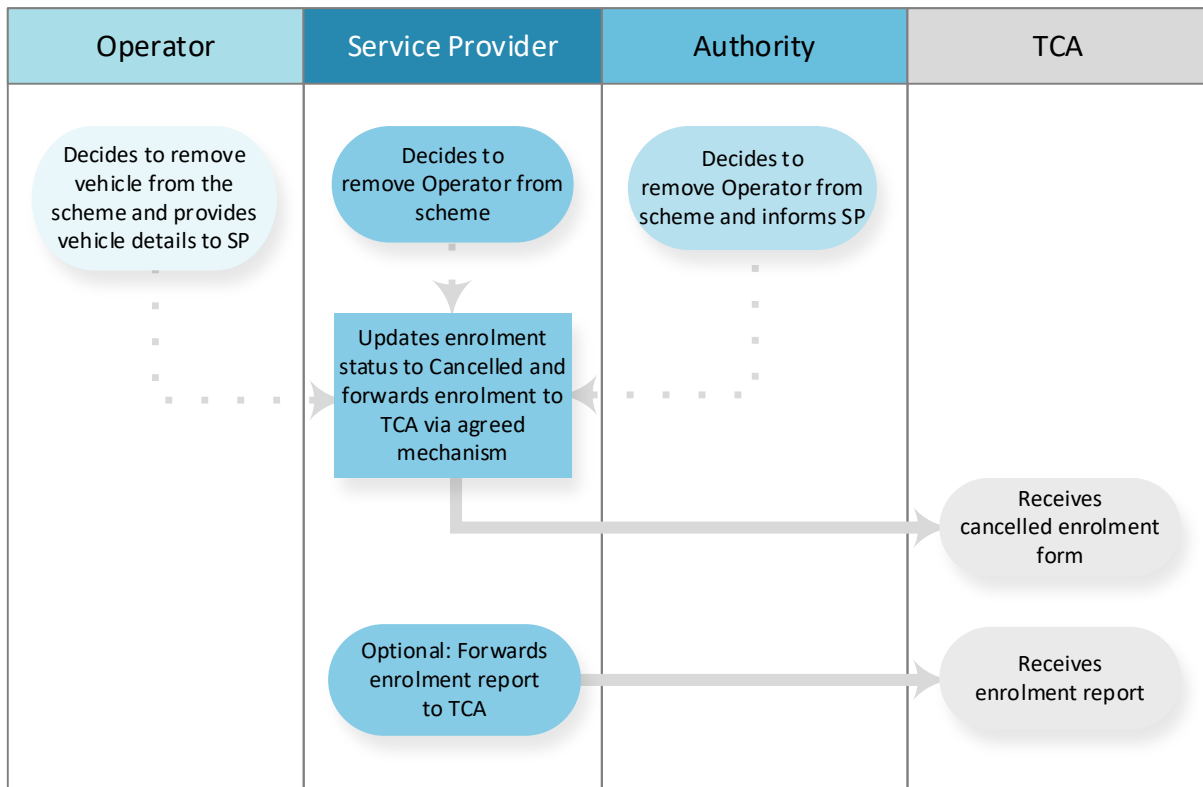 Operator
Service Provider
Authority
TCA
Decides to remove
vehicle from the
scheme and provides
vehicle details to SP
Decides to
remove Operator from
scheme
Decides to
remove Operator from
scheme and informs SP
Updates enrolment
status to Cancelled and
forwards enrolment to
TCA via agreed
mechanism
Receives
cancelled enrolment
form
Optional: Forwards
enrolment report
to TCA
Receives
enrolment report